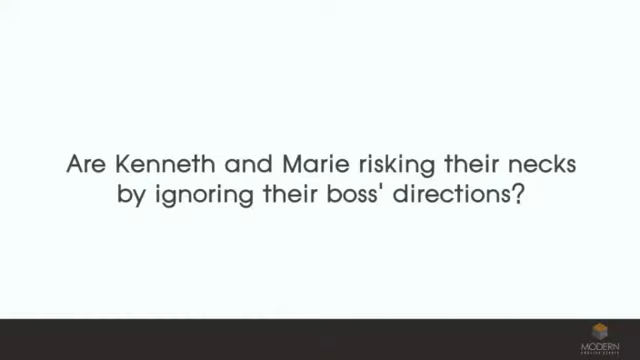 Are Kenneth and Marie risking their necks
by ignoring their boss' directions?
MODERN